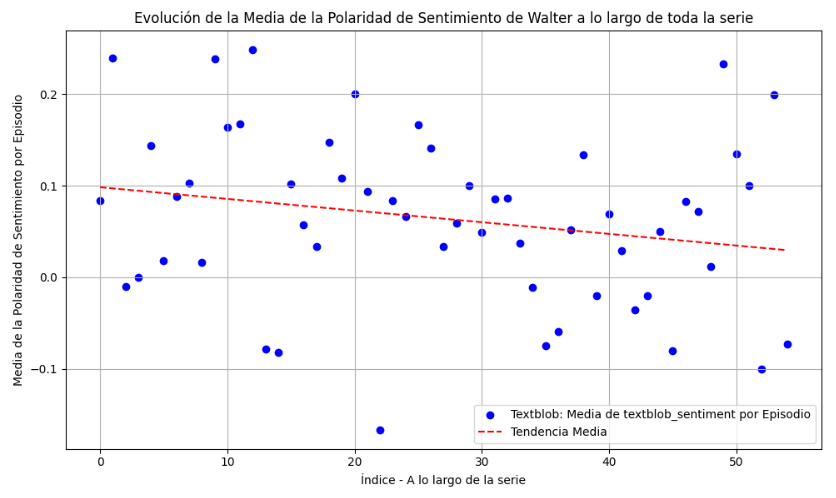 Evolución de la Media de la Polaridad de Sentimiento de Walter a lo largo de toda la serie
Media de la Polaridad de Sentimiento por Episodio
0.2
0.1
0.0
−0.1
Textblob: Media de textblob_sentiment por Episodio
Tendencia Media
0 10 20 30 40 50
Índice - A lo largo de la serie